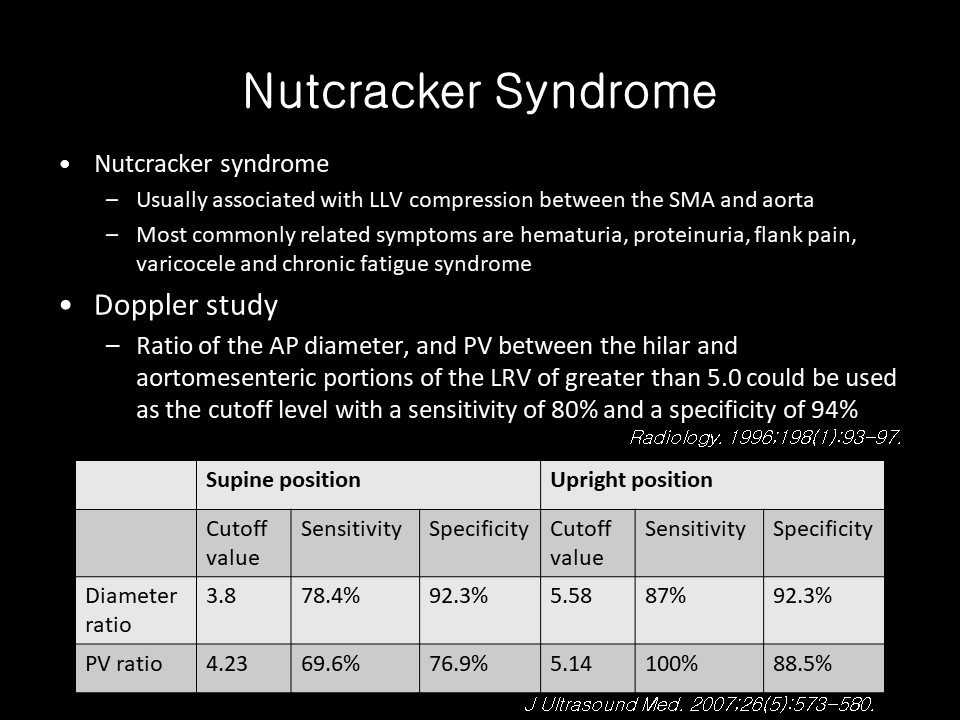 Nutcracker Syndrome
• Nutcracker syndrome
– Usually associated with LLV compression between the SMA and aorta
– Most commonly related symptoms are hematuria, proteinuria, flank pain,
varicocele and chronic fatigue syndrome
• Doppler study
– Ratio of the AP diameter, and PV between the hilar and
aortomesenteric portions of the LRV of greater than 5.0 could be used
as the cutoff level with a sensitivity of 80% and a specificity of 94%
Radiology. 1996;198(1):93-97.
Supine position Upright position
Cutoff Sensitivity Specificity Cutoff Sensitivity Specificity
value value
Diameter 3.8 78.4% 92.3% 5.58 87% 92.3%
ratio
PV ratio 4.23 69.6% 76.9% 5.14 100% 88.5%
J Ultrasound Med. 2007;26(5):573-580.